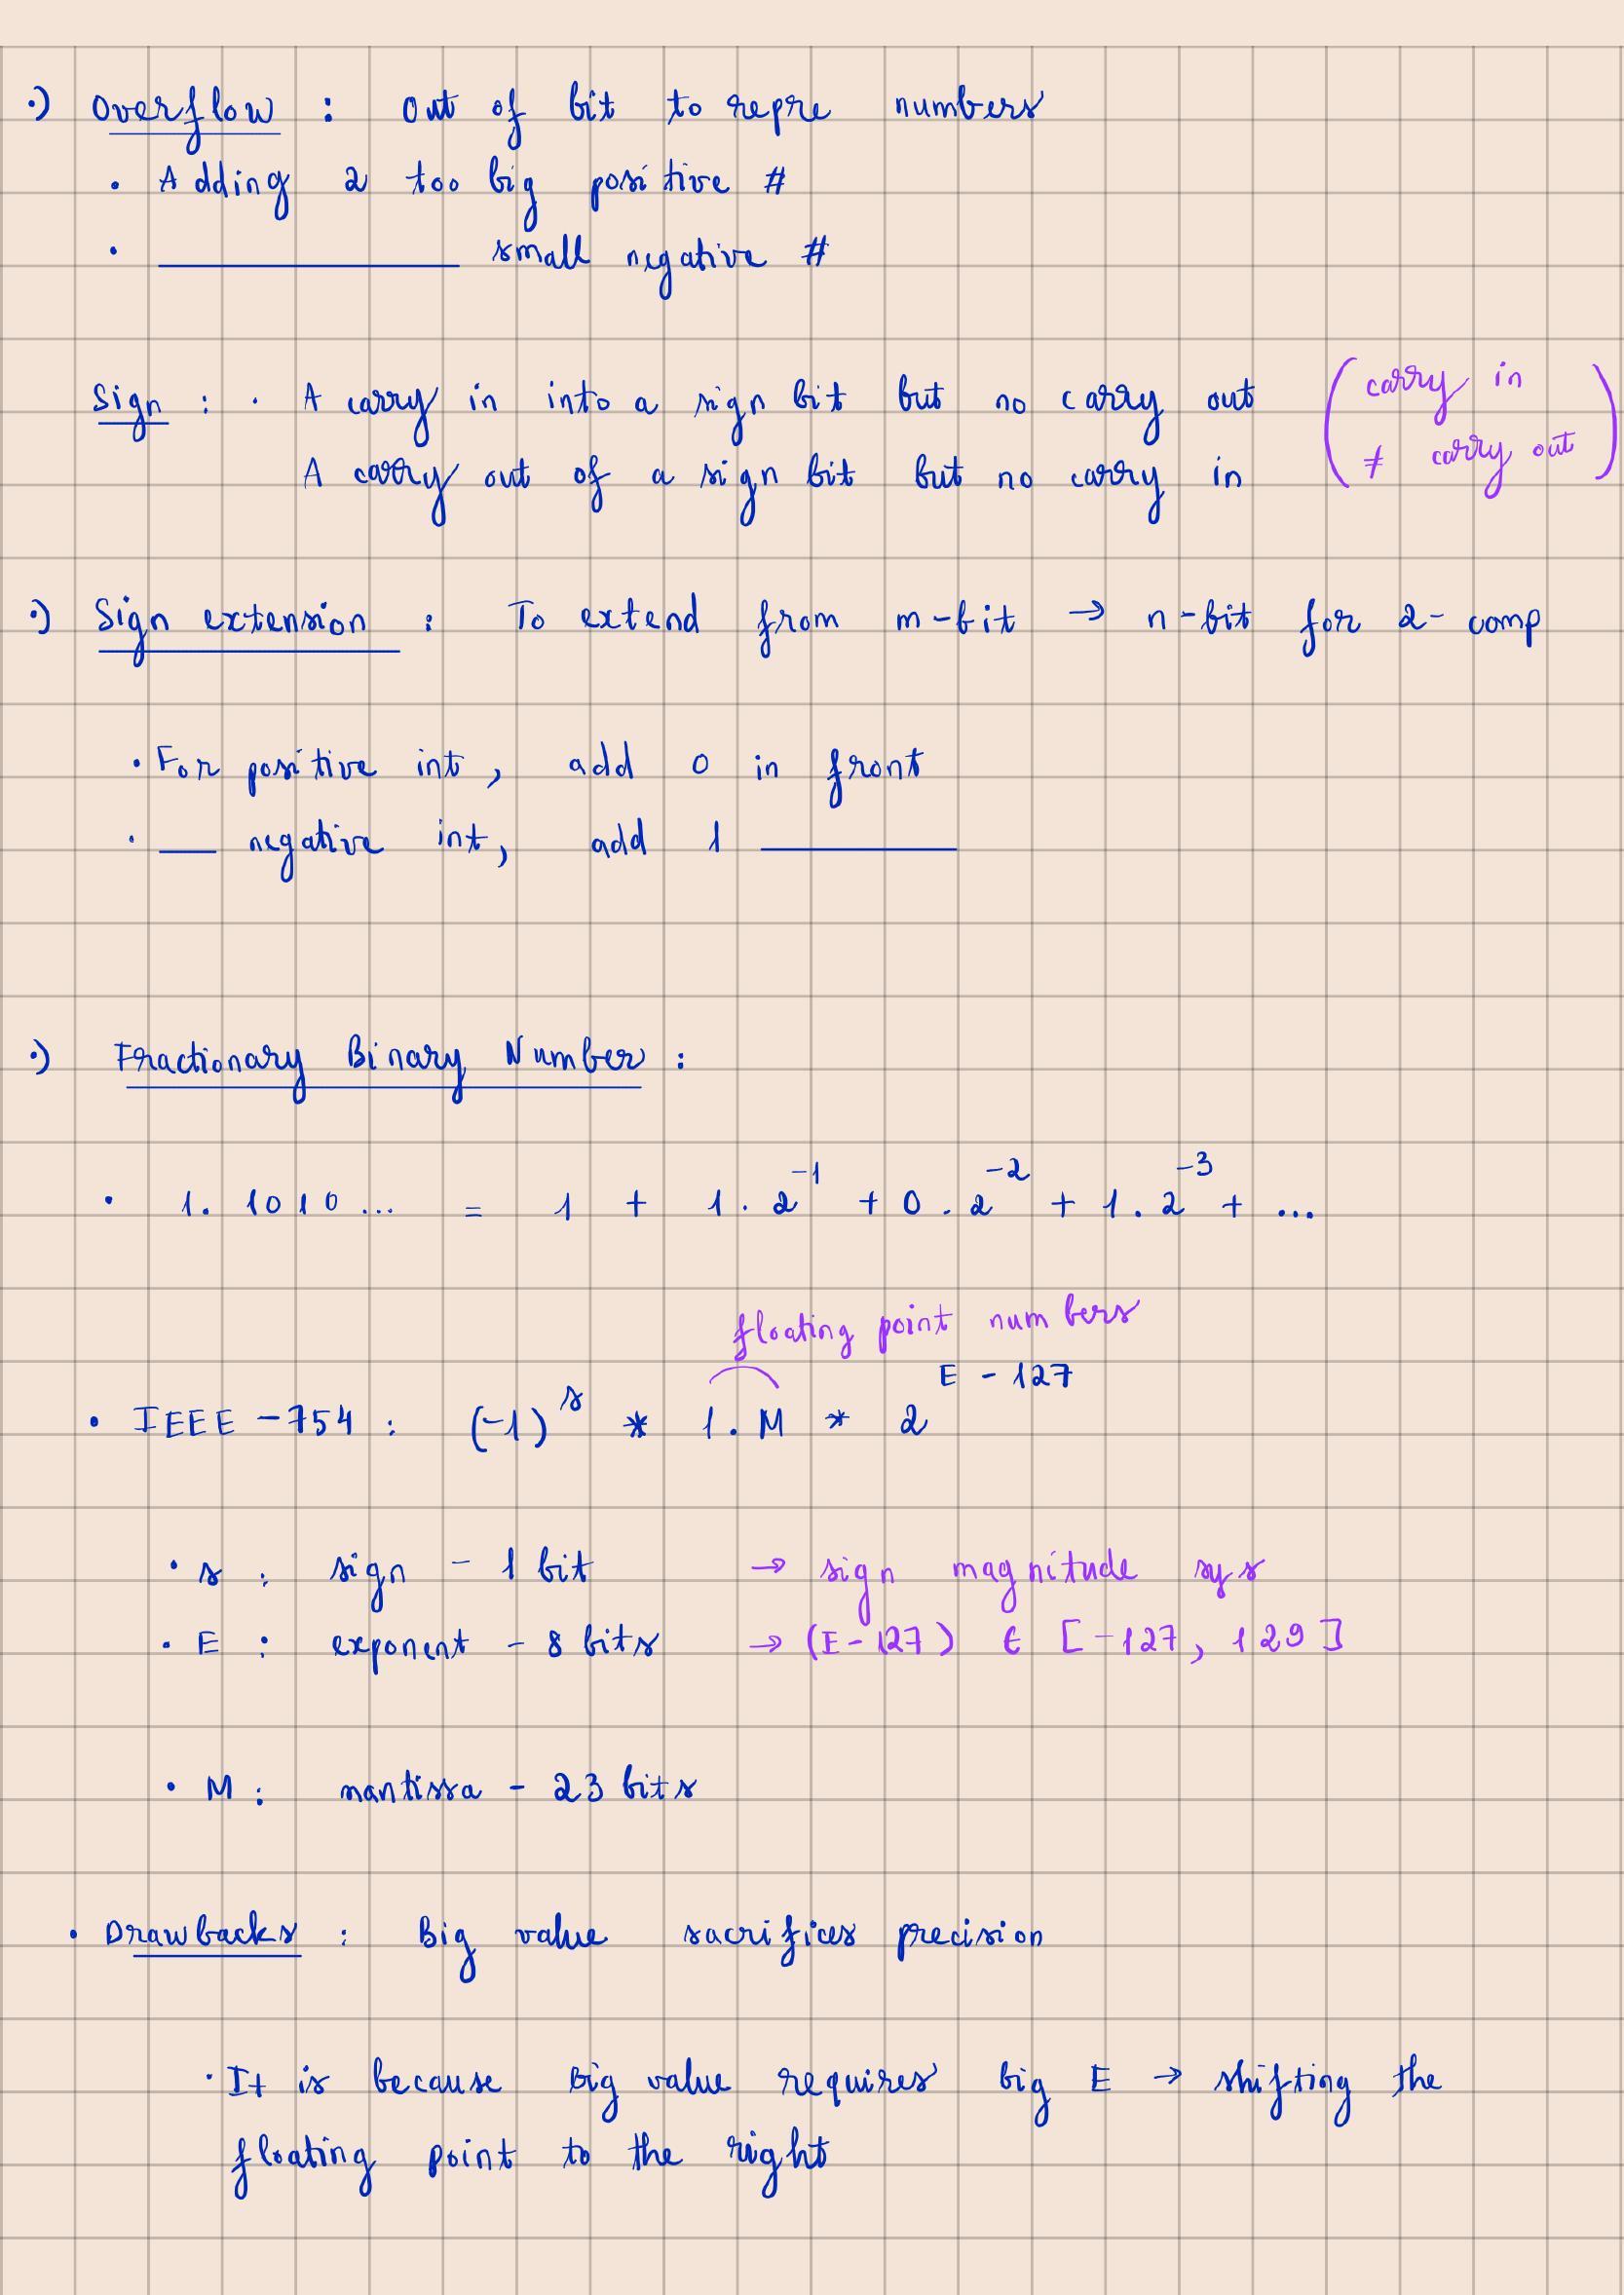 ·) Overflow : Out of bit to repre numbers
· Adding 2 too big positive #
· ________ small negative #
Sign : · A carry in into a sign bit but no carry out (carry in
A carry out of a sign bit but no carry in ≠ carry out)
·) Sign extension : To extend from m-bit → n-bit for 2-comp
· For positive int, add 0 in front
· __ negative int, add 1 ______
·) Fractionary Binary Number :
· 1. 1010... = 1 + 1. 2^-1 + 0. 2^-2 + 1. 2^-3 + ...
floating point numbers
· IEEE-754 : (-1)^s * 1.M * 2^E-127
· s : sign - 1 bit → sign magnitude sys
· E : exponent - 8 bits → (E-127) ∈ [-127, 129]
· M : mantissa - 23 bits
· Drawbacks : Big value sacrifices precision
· It is because big value requires big E → shifting the
floating point to the right